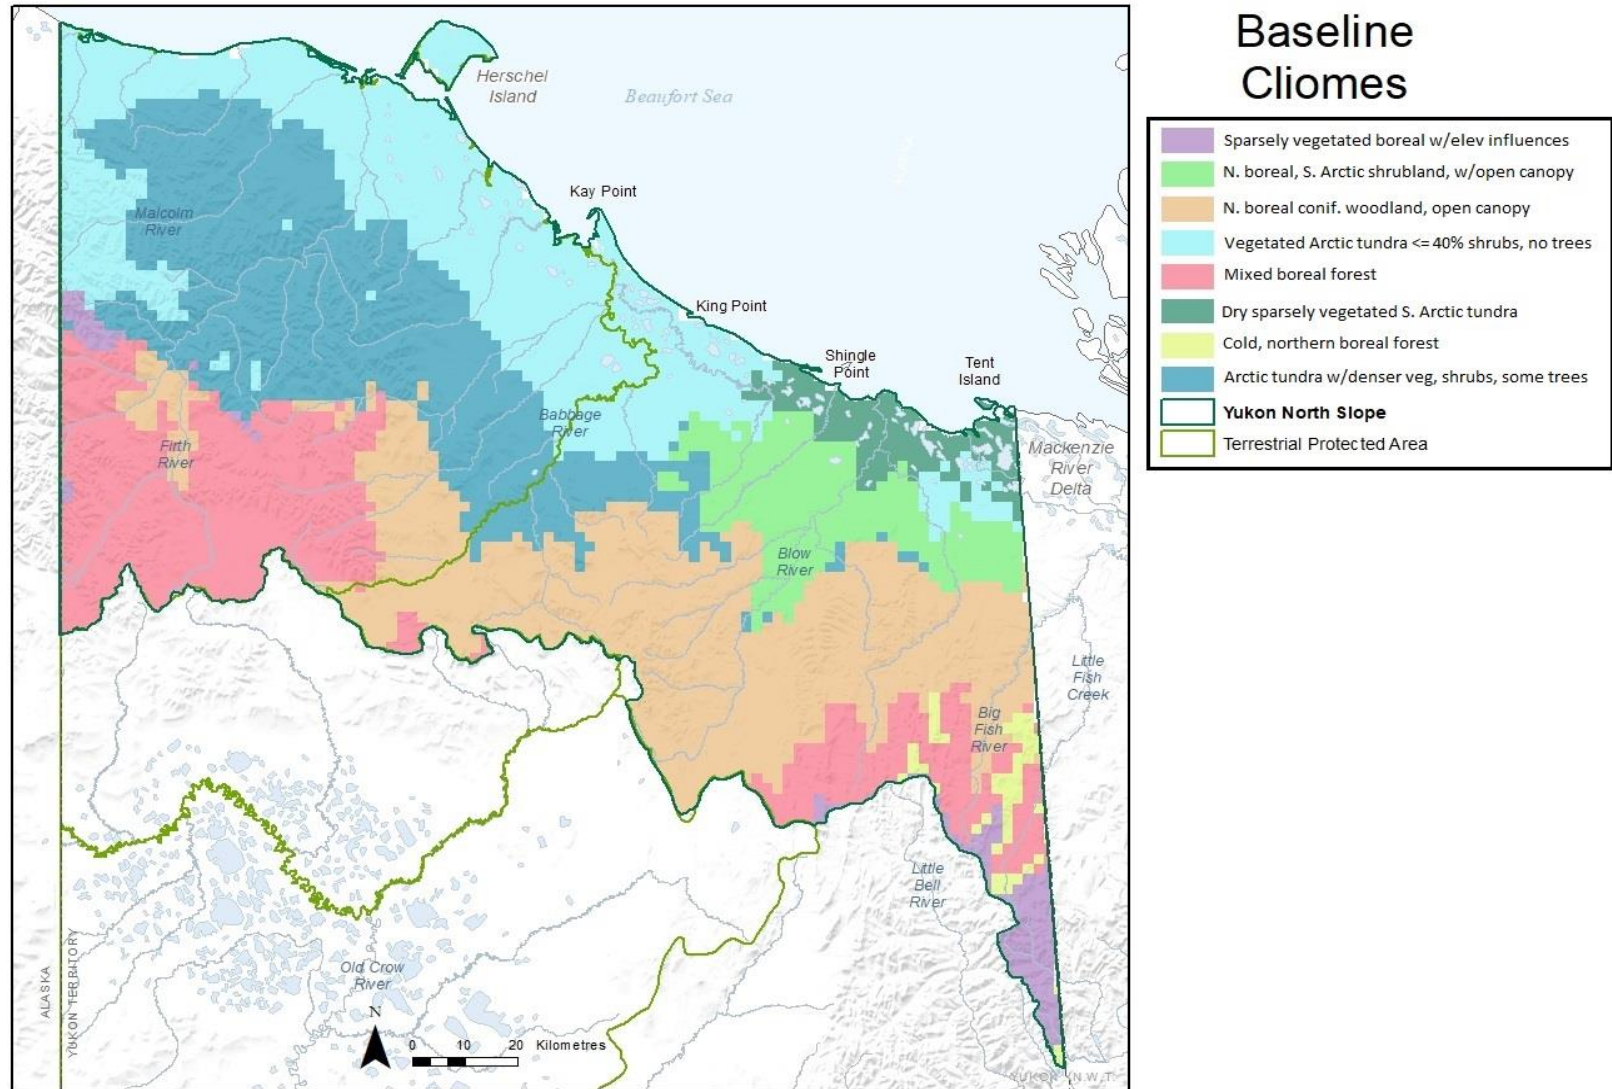 Baseline
Cliomes
Sparsely vegetated boreal w/elev influences
N. boreal, S. Arctic shrubland, w/open canopy
N. boreal conif. woodland, open canopy
Vegetated Arctic tundra <= 40% shrubs, no trees
Mixed boreal forest
Dry sparsely vegetated S. Arctic tundra
Cold, northern boreal forest
Arctic tundra w/denser veg, shrubs, some trees
Yukon North Slope
Terrestrial Protected Area
Herschel
Island
Beaufort Sea
Kay Point
Malcolm
River
King Point
Shingle
Point
Tent
Island
Babbage
River
Firth
River
Mackenzie
River
Delta
Blow
River
Little
Fish
Creek
Big
Fish
River
Little
Bell
River
Old Crow
River
ALASKA
YUKON TERRITORY
N
0 10 20 Kilometres
YUKON
N.W.T.